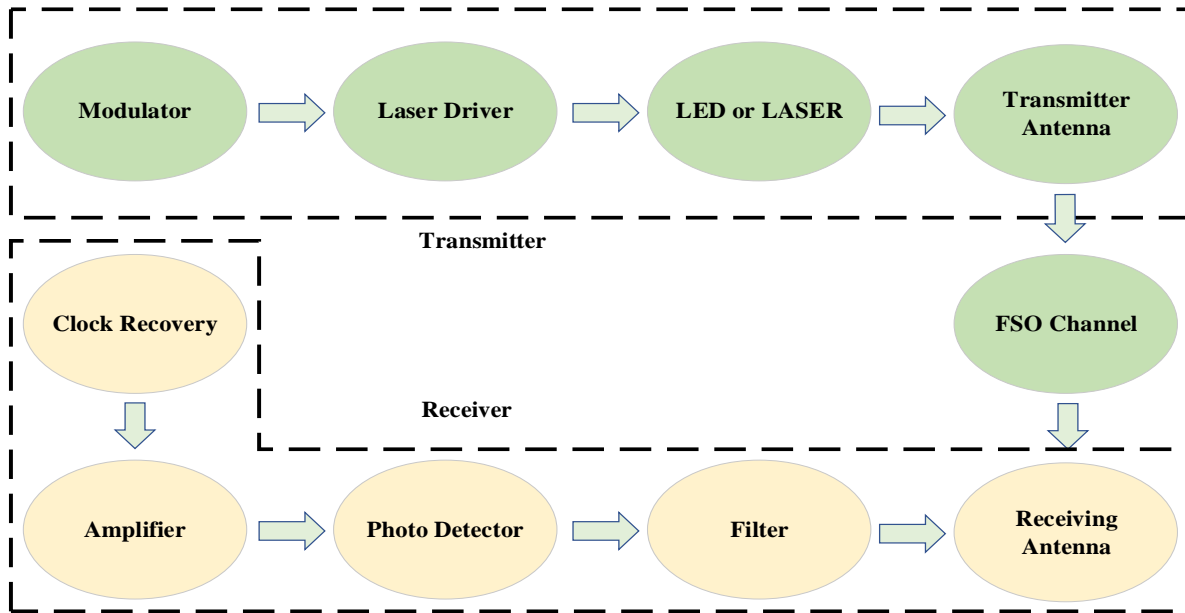 Modulator
Laser Driver
LED or LASER
Transmitter
Antenna
Transmitter
Clock Recovery
FSO Channel
Receiver
Amplifier
Photo Detector
Filter
Receiving
Antenna